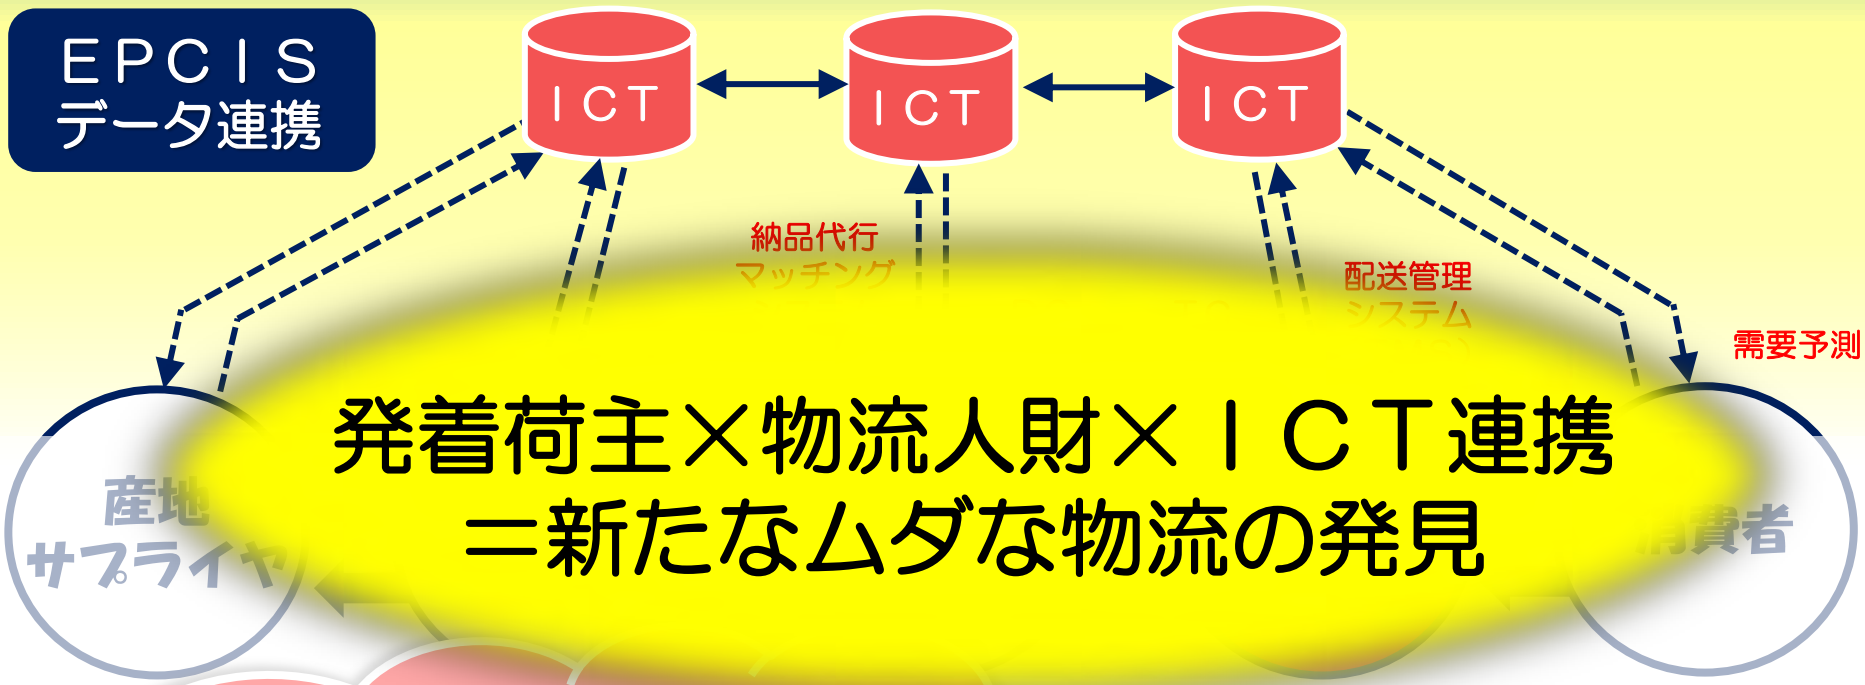 ＥＰＣＩＳ
データ連携
ＩＣＴ
ＩＣＴ
ＩＣＴ
納品代行
マッチング
配送管理
システム
需要予測
発着荷主×物流人財×ＩＣＴ連携
＝新たなムダな物流の発見
産地
サプライヤ
消費者